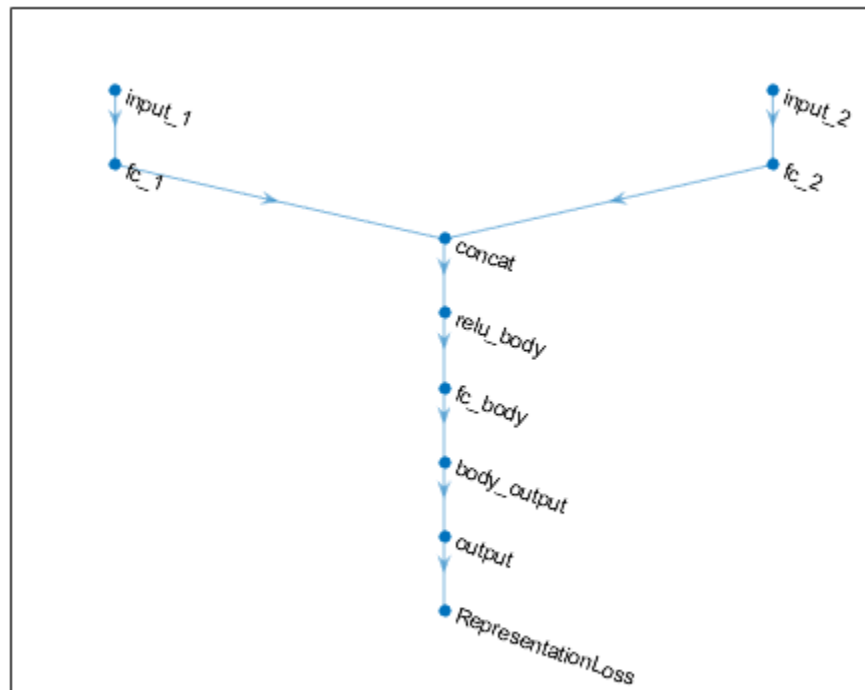 input_1
input_2
fc_1
fc_2
concat
relu_body
fc_body
body_output
output
RepresentationLoss